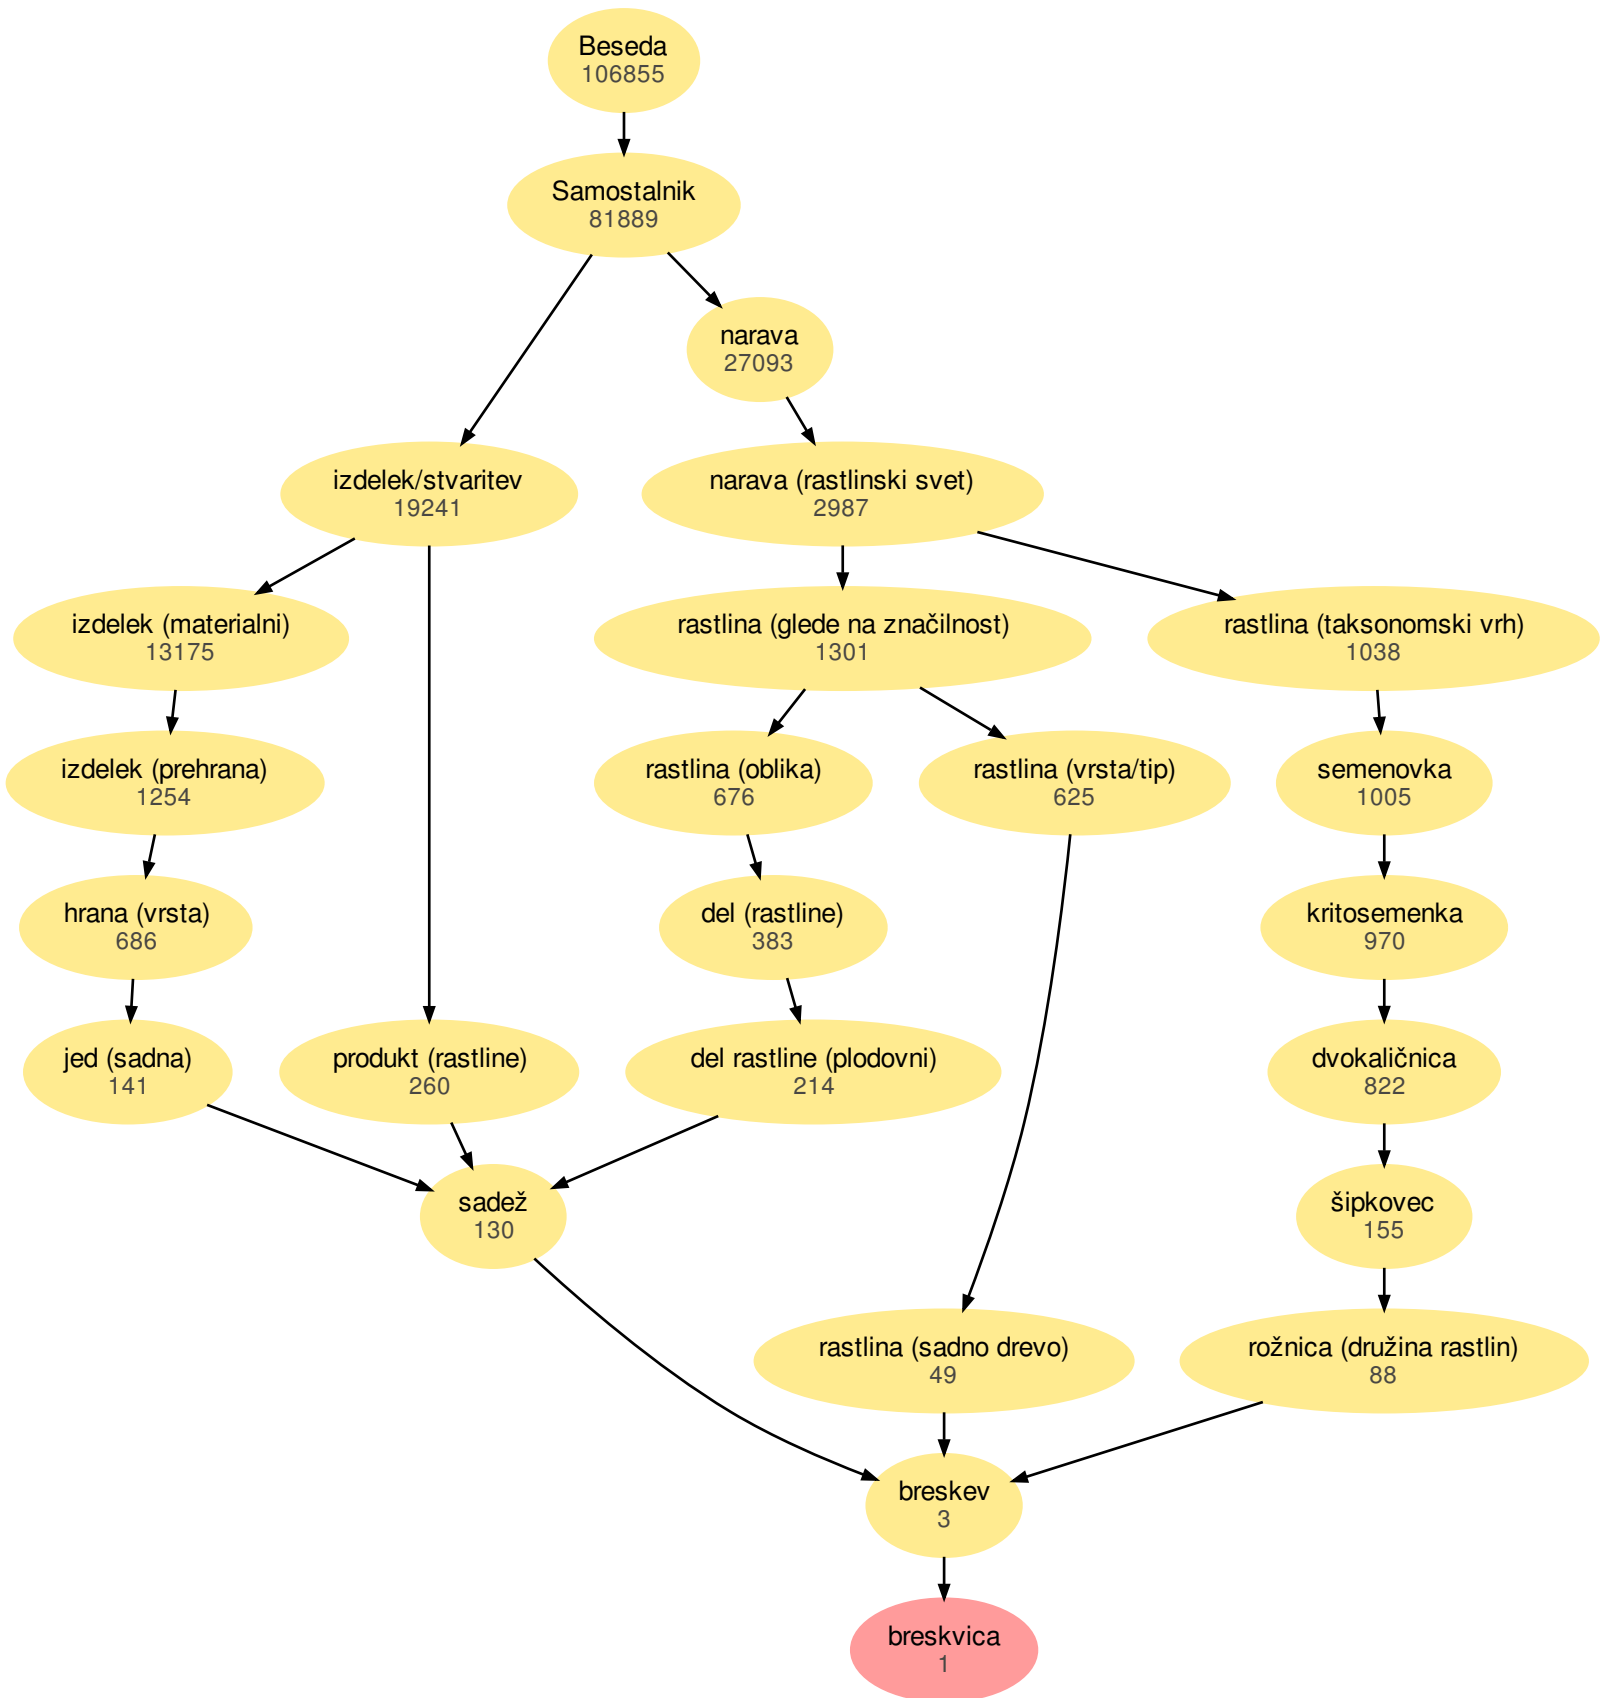 Beseda
106855
Samostalnik
81889
narava
27093
izdelek/stvaritev
19241
narava (rastlinski svet)
2987
izdelek (materialni)
13175
rastlina (glede na značilnost)
1301
rastlina (taksonomski vrh)
1038
izdelek (prehrana)
1254
rastlina (oblika)
676
rastlina (vrsta/tip)
625
semenovka
1005
hrana (vrsta)
686
del (rastline)
383
kritosemenka
970
jed (sadna)
141
produkt (rastline)
260
del rastline (plodovni)
214
dvokaličnica
822
sadež
130
šipkovec
155
rastlina (sadno drevo)
49
rožnica (družina rastlin)
88
breskev
3
breskvica
1